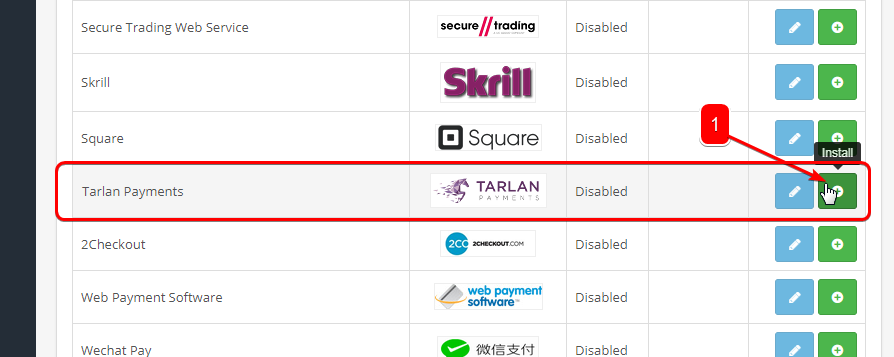 Secure Trading Web Service secure//trading Disabled
Skrill Skrill Disabled
Square Square Disabled
1
Install
Tarlan Payments TARLAN PAYMENTS Disabled
2Checkout 2CO 2CHECKOUT.COM Disabled
Web Payment Software web payment software™ Disabled
Wechat Pay 微信支付 Disabled